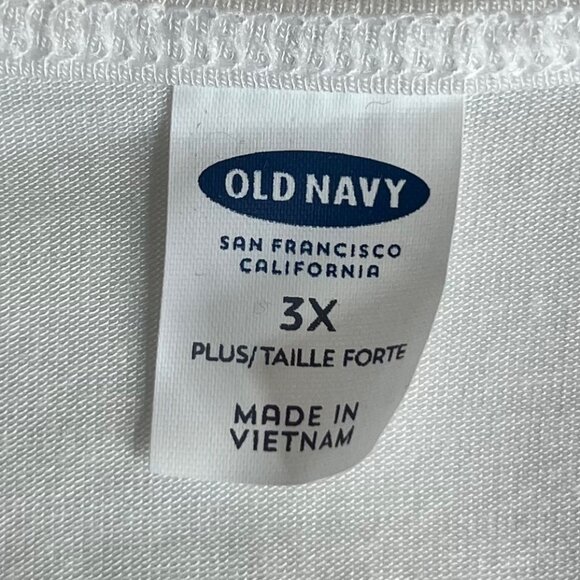 OLD NAVY
SAN FRANCISCO
CALIFORNIA
3X
PLUS/TAILLE FORTE
MADE IN
VIETNAM